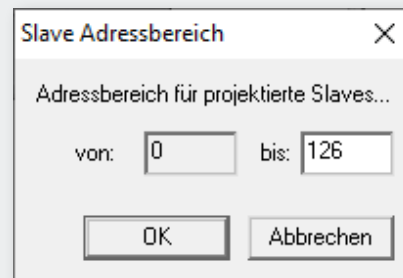 Slave Adressbereich
Adressbereich für projektierte Slaves...
von: 0 bis: 126
OK Abbrechen